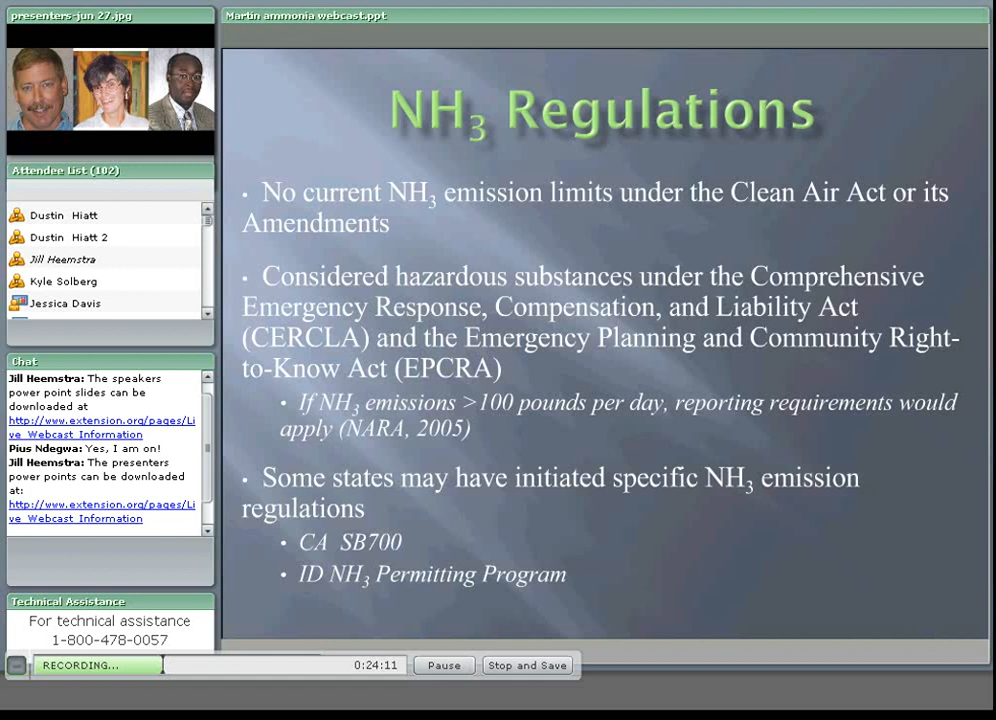 presenters-jun 27.jpg
Attendee List (102)
Dustin Hiatt
Dustin Hiatt 2
Jill Heemstra
Kyle Solberg
Jessica Davis
Chat
Jill Heemstra: The speakers
power point slides can be
downloaded at
http://www.extension.org/pages/Li
ve_Webcast_Information
Pius Ndegwa: Yes, I am on!
Jill Heemstra: The presenters
power points can be downloaded
at:
http://www.extension.org/pages/Li
ve_Webcast_Information
Technical Assistance
For technical assistance
1-800-478-0057
Martin ammonia webcast.ppt
NH₃ Regulations
• No current NH₃ emission limits under the Clean Air Act or its
Amendments
• Considered hazardous substances under the Comprehensive
Emergency Response, Compensation, and Liability Act
(CERCLA) and the Emergency Planning and Community Right-
to-Know Act (EPCRA)
• If NH₃ emissions >100 pounds per day, reporting requirements would
apply (NARA, 2005)
• Some states may have initiated specific NH₃ emission
regulations
• CA SB700
• ID NH₃ Permitting Program
RECORDING... 0:24:11 Pause Stop and Save